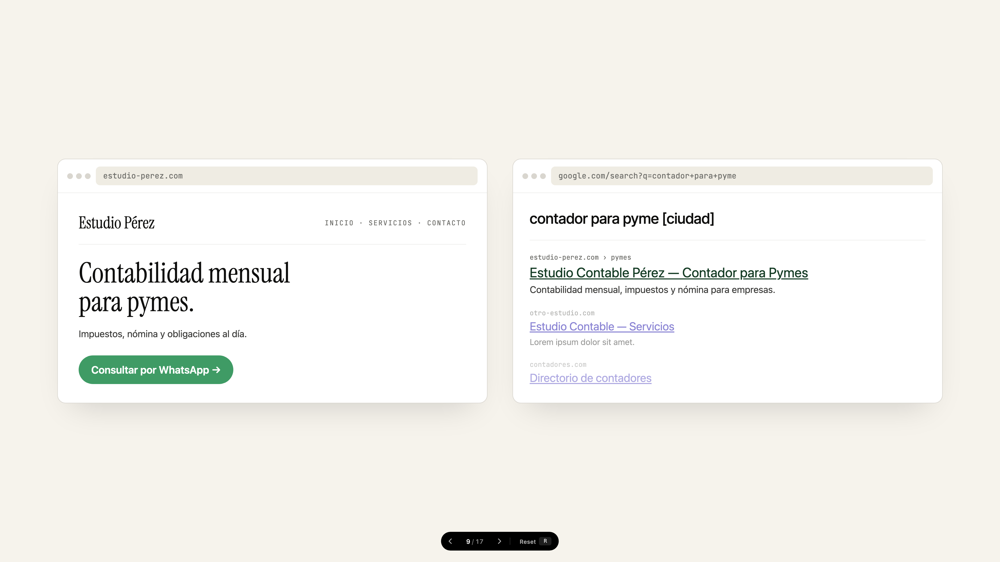 estudio-perez.com
Estudio Pérez
INICIO · SERVICIOS · CONTACTO
Contabilidad mensual
para pymes.
Impuestos, nómina y obligaciones al día.
Consultar por WhatsApp →
google.com/search?q=contador+para+pyme
contador para pyme [ciudad]
estudio-perez.com › pymes
Estudio Contable Pérez — Contador para Pymes
Contabilidad mensual, impuestos y nómina para empresas.
otro-estudio.com
Estudio Contable — Servicios
Lorem ipsum dolor sit amet.
contadores.com
Directorio de contadores
9 / 17
Reset R